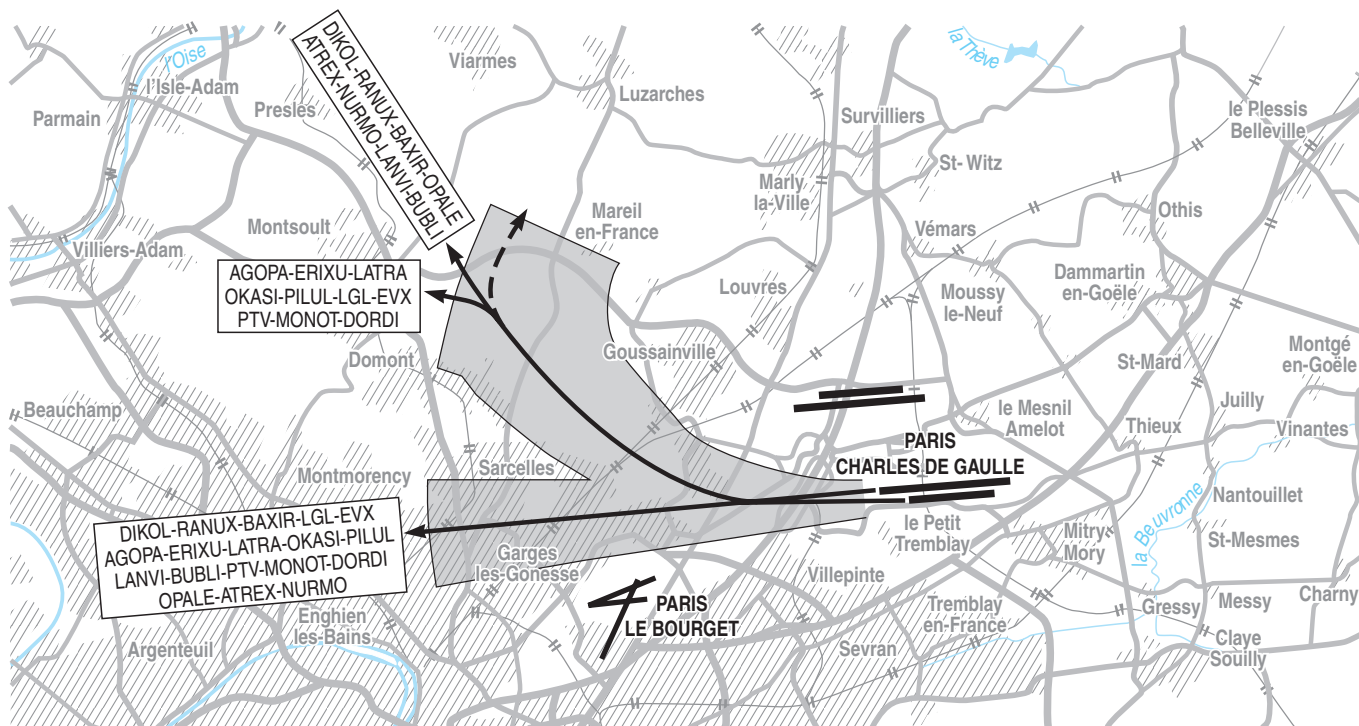 DIKOL-RANUX-BAXIR-OPALE
ATREX-NURMO-LANVI-BUBLI
l'Oise
Viarmes
la Thève
l'Isle-Adam
Parmain
Presles
Luzarches
Survilliers
le Plessis
Belleville
St-Witz
Marly
la-Ville
Mareil
en-France
Othis
Montsoult
Villiers-Adam
Vémars
AGOPA-ERIXU-LATRA
OKASI-PILUL-LGL-EVX
PTV-MONOT-DORDI
Louvres
Dammartin
en-Goële
Moussy
le-Neuf
Domont
Goussainville
St-Mard
Montgé
en-Goële
Beauchamp
le Mesnil
Amelot
Juilly
Thieux
Vinantes
PARIS
CHARLES DE GAULLE
Montmorency
Sarcelles
Nantouillet
DIKOL-RANUX-BAXIR-LGL-EVX
AGOPA-ERIXU-LATRA-OKASI-PILUL
LANVI-BUBLI-PTV-MONOT-DORDI
OPALE-ATREX-NURMO
le Petit
Tremblay
Mitry-
Mory
la Beuvronne
St-Mesmes
Garges
les-Gonesse
Villepinte
PARIS
LE BOURGET
Tremblay
en-France
Gressy
Messy
Charny
Enghien
les-Bains
Argenteuil
Sevran
Claye
Souilly